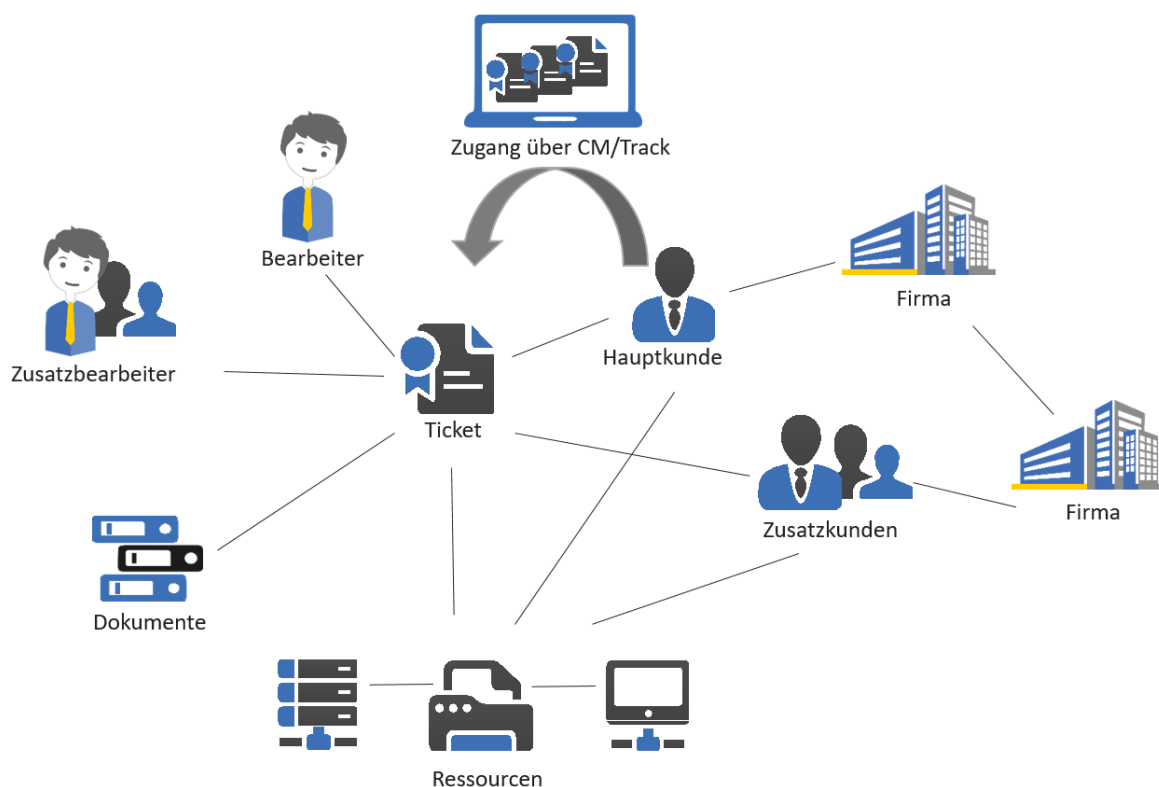 Zugang über CM/Track
Bearbeiter
Firma
Hauptkunde
Zusatzbearbeiter
Ticket
Firma
Zusatzkunden
Dokumente
Ressourcen